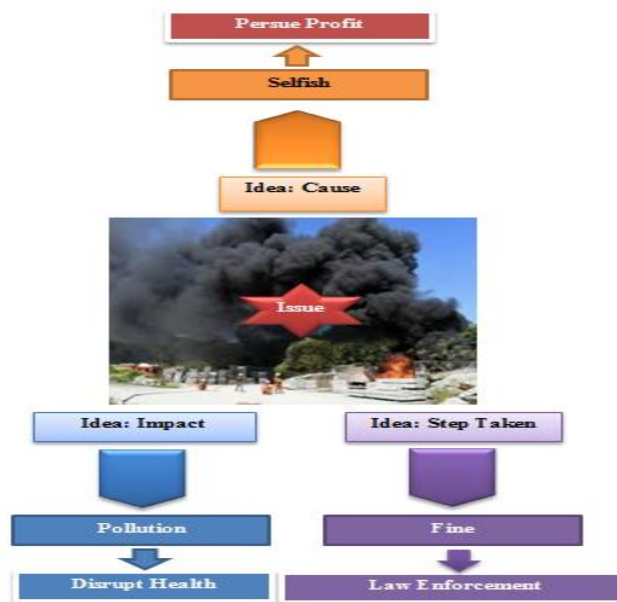 Persue Profit
Selfish
Idea: Cause
Issue
Idea: Impact
Idea: Step Taken
Pollution
Fine
Disrupt Health
Law Enforcement